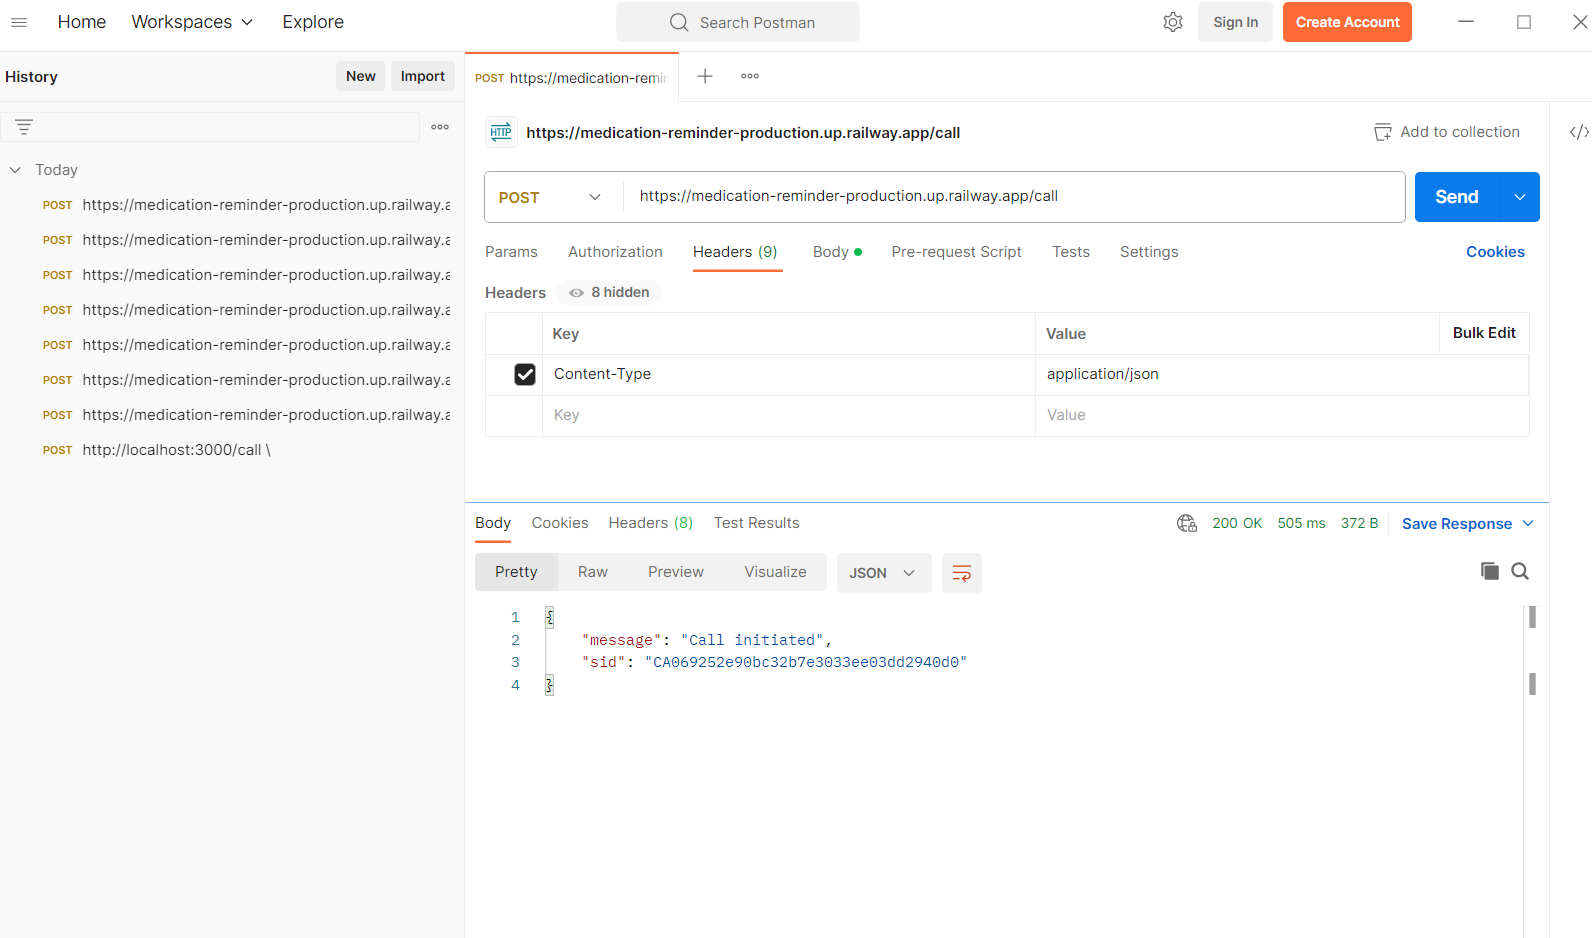 Home Workspaces Explore Search Postman Sign In Create Account
History New Import
POST https://medication-remin
Today
POST https://medication-reminder-production.up.railway.a
POST https://medication-reminder-production.up.railway.a
POST https://medication-reminder-production.up.railway.a
POST https://medication-reminder-production.up.railway.a
POST https://medication-reminder-production.up.railway.a
POST https://medication-reminder-production.up.railway.a
POST https://medication-reminder-production.up.railway.a
POST http://localhost:3000/call \
HTTP https://medication-reminder-production.up.railway.app/call Add to collection </>
POST https://medication-reminder-production.up.railway.app/call Send
Params Authorization Headers (9) Body Pre-request Script Tests Settings Cookies
Headers 8 hidden
Key Value Bulk Edit
Content-Type application/json
Key Value
Body Cookies Headers (8) Test Results 200 OK 505 ms 372 B Save Response
Pretty Raw Preview Visualize JSON
1 {
2 "message": "Call initiated",
3 "sid": "CA069252e90bc32b7e3033ee03dd2940d0"
4 }